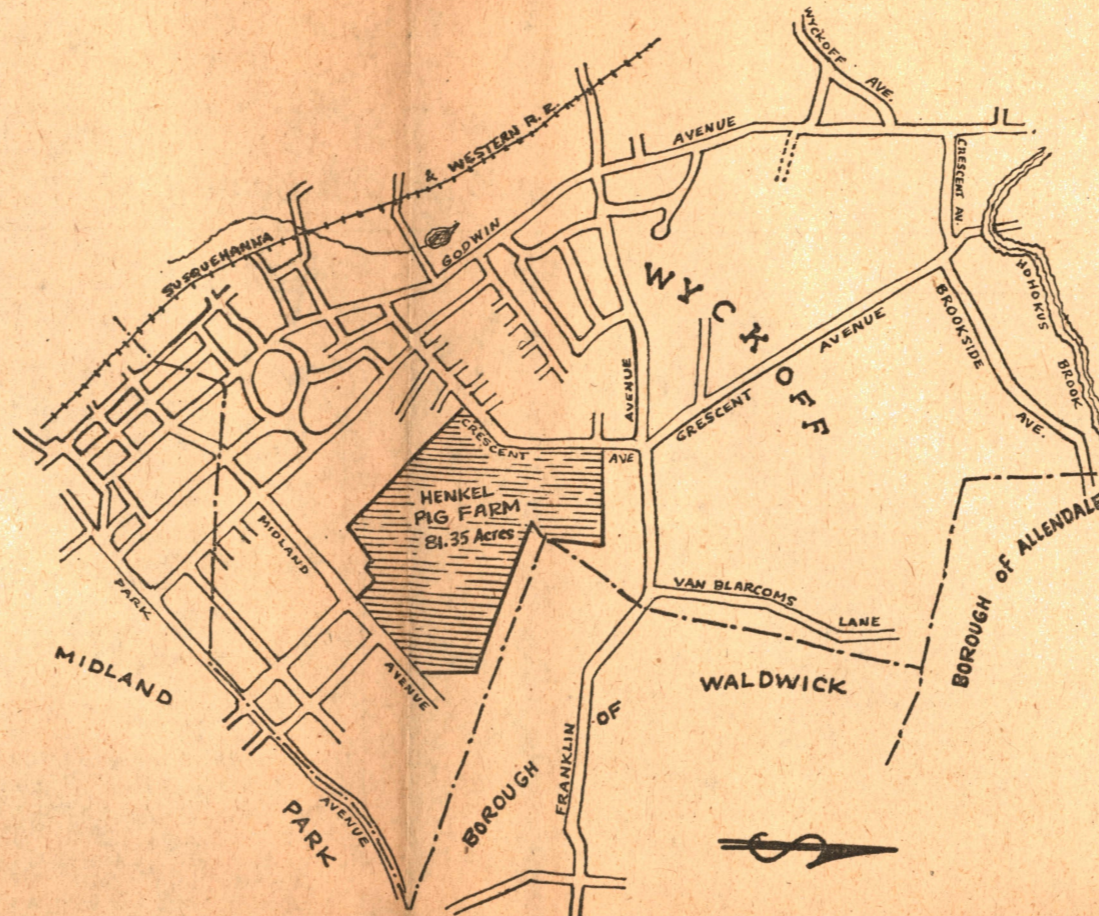 WYCKOFF AVE.
AVENUE
& WESTERN R.R.
CRESCENT AV.
SUSQUEHANNA
GODWIN
HOHOKUS
BROOK
WYCKOFF
BROOKSIDE
AVE.
AVENUE
AVENUE
CRESCENT
CRESCENT
AVE
HENKEL
PIG FARM
81.35 Acres
MIDLAND
AVENUE
VAN BLARCOMS
LANE
BOROUGH OF ALLENDALE
PARK
AVENUE
MIDLAND
PARK
WALDWICK
BOROUGH
OF
FRANKLIN